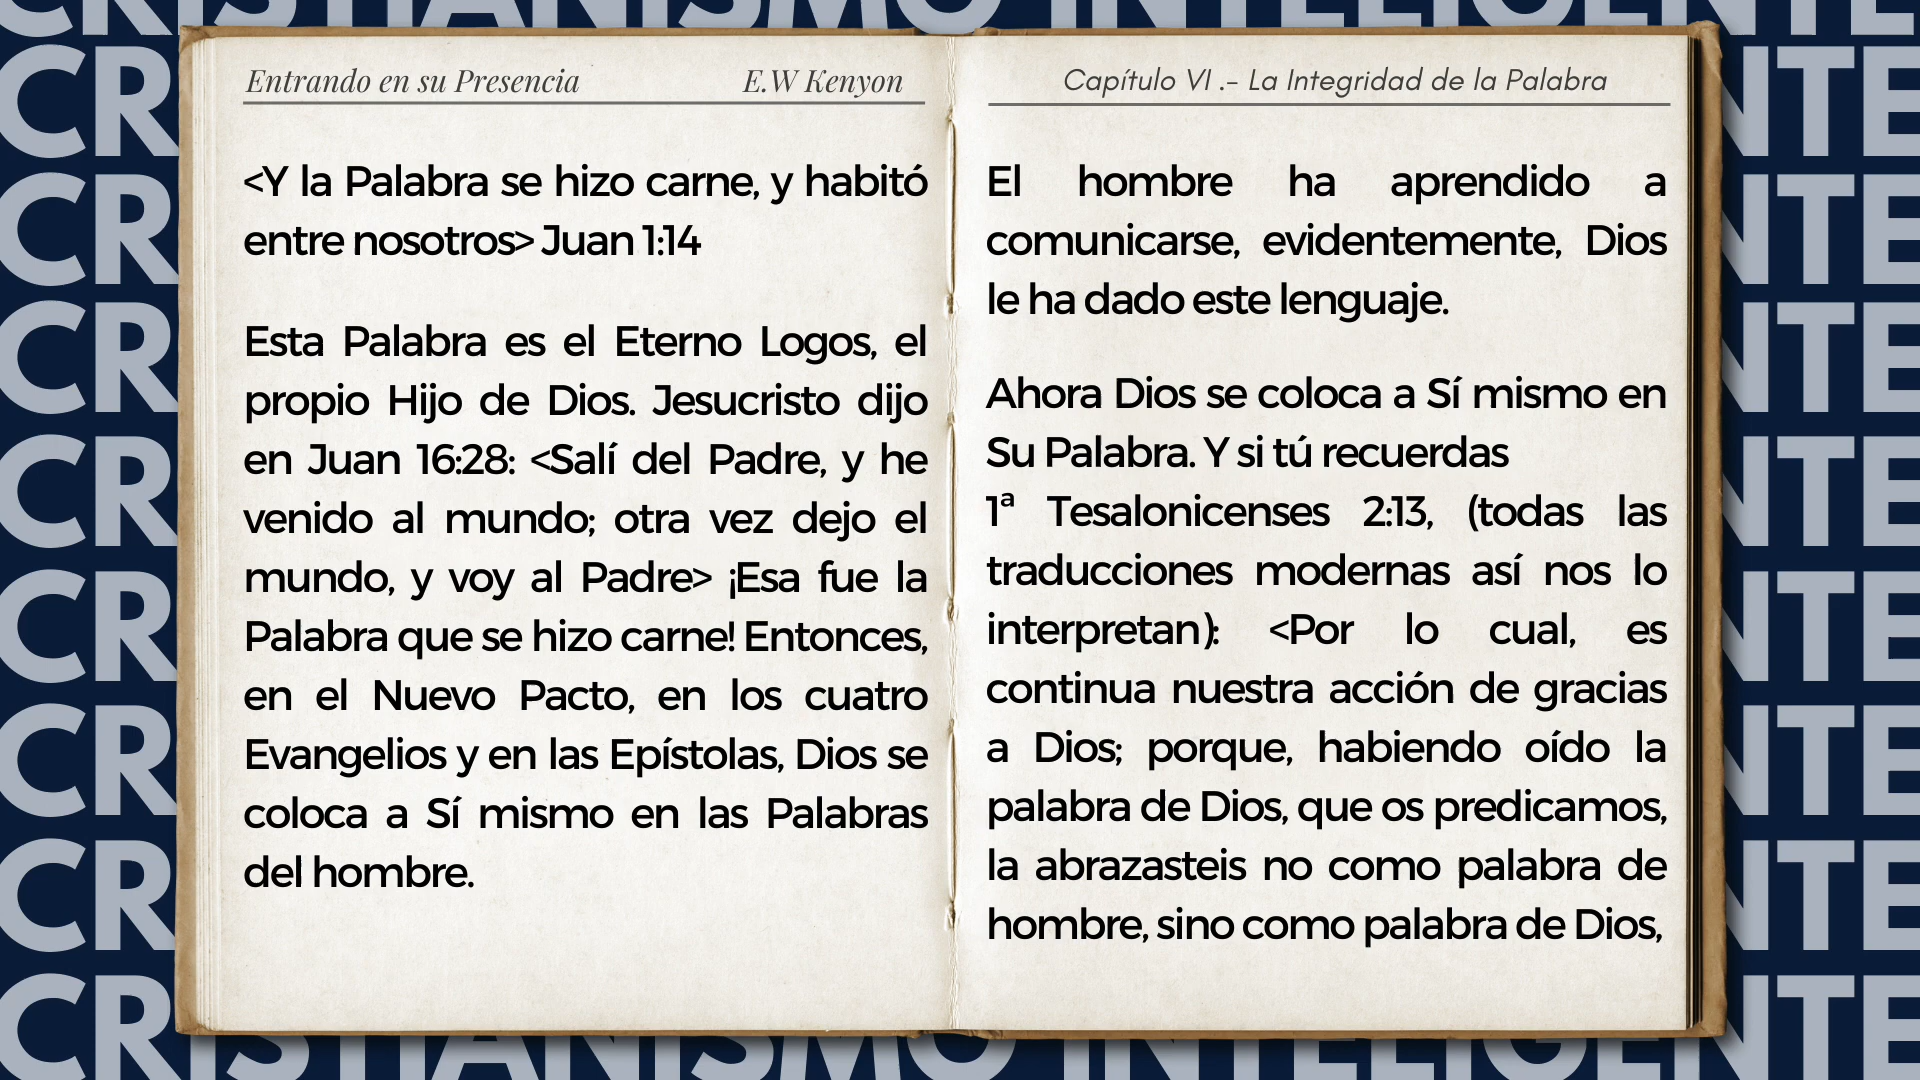 CRISTIANISMO INTELIGENTE
Entrando en su Presencia
E.W Kenyon
<Y la Palabra se hizo carne, y habitó
entre nosotros> Juan 1:14
Esta Palabra es el Eterno Logos, el
propio Hijo de Dios. Jesucristo dijo
en Juan 16:28: <Salí del Padre, y he
venido al mundo; otra vez dejo el
mundo, y voy al Padre> ¡Esa fue la
Palabra que se hizo carne! Entonces,
en el Nuevo Pacto, en los cuatro
Evangelios y en las Epístolas, Dios se
coloca a Sí mismo en las Palabras
del hombre.
Capítulo VI .- La Integridad de la Palabra
El hombre ha aprendido a
comunicarse, evidentemente, Dios
le ha dado este lenguaje.
Ahora Dios se coloca a Sí mismo en
Su Palabra. Y si tú recuerdas
1ª Tesalonicenses 2:13, (todas las
traducciones modernas así nos lo
interpretan): <Por lo cual, es
continua nuestra acción de gracias
a Dios; porque, habiendo oído la
palabra de Dios, que os predicamos,
la abrazasteis no como palabra de
hombre, sino como palabra de Dios,
CRISTIANISMO INTELIGENTE